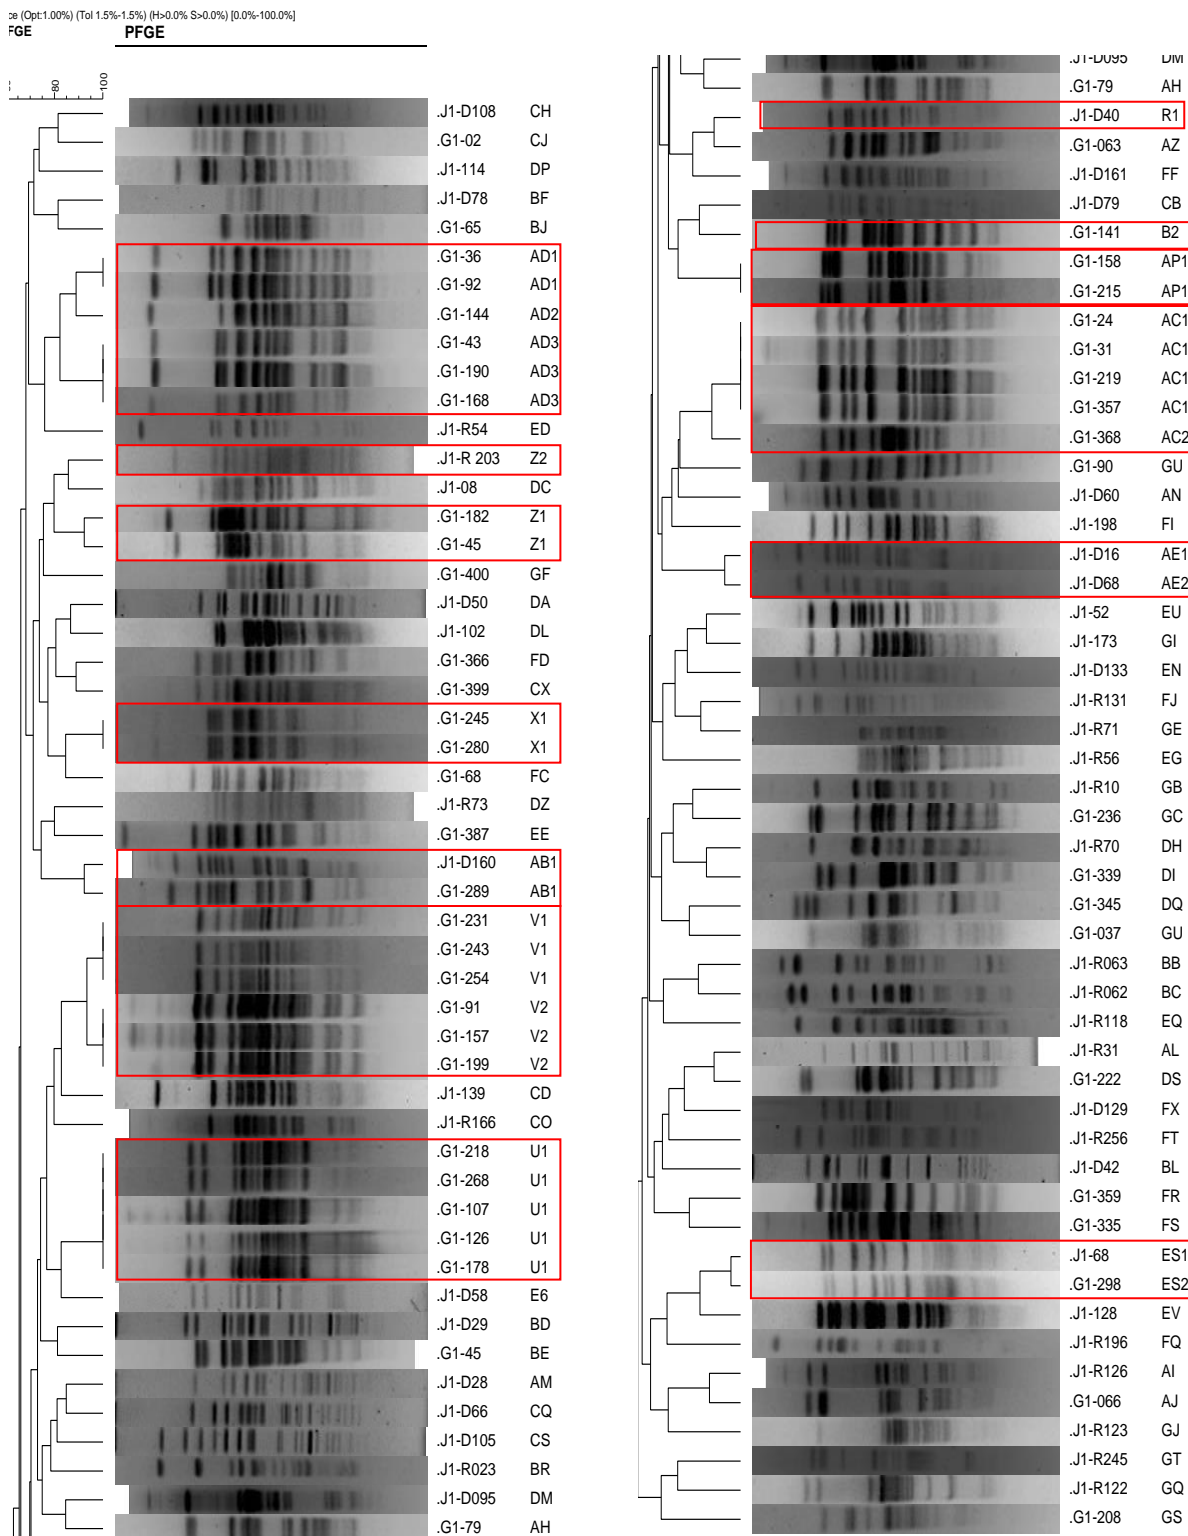 ce (Opt:1.00%) (Tol 1.5%-1.5%) (H>0.0% S>0.0%) [0.0%-100.0%]
FGE PFGE
80 100
.J1-D108 CH
.G1-02 CJ
.J1-114 DP
.J1-D78 BF
.G1-65 BJ
.G1-36 AD1
.G1-92 AD1
.G1-144 AD2
.G1-43 AD3
.G1-190 AD3
.G1-168 AD3
.J1-R54 ED
.J1-R 203 Z2
.J1-08 DC
.G1-182 Z1
.G1-45 Z1
.G1-400 GF
.J1-D50 DA
.J1-102 DL
.G1-366 FD
.G1-399 CX
.G1-245 X1
.G1-280 X1
.G1-68 FC
.J1-R73 DZ
.G1-387 EE
.J1-D160 AB1
.G1-289 AB1
.G1-231 V1
.G1-243 V1
.G1-254 V1
.G1-91 V2
.G1-157 V2
.G1-199 V2
.J1-139 CD
.J1-R166 CO
.G1-218 U1
.G1-268 U1
.G1-107 U1
.G1-126 U1
.G1-178 U1
.J1-D58 E6
.J1-D29 BD
.G1-45 BE
.J1-D28 AM
.J1-D66 CQ
.J1-D105 CS
.J1-R023 BR
.J1-D095 DM
.G1-79 AH
.J1-D095 DM
.G1-79 AH
.J1-D40 R1
.G1-063 AZ
.J1-D161 FF
.J1-D79 CB
.G1-141 B2
.G1-158 AP1
.G1-215 AP1
.G1-24 AC1
.G1-31 AC1
.G1-219 AC1
.G1-357 AC1
.G1-368 AC2
.G1-90 GU
.J1-D60 AN
.J1-198 FI
.J1-D16 AE1
.J1-D68 AE2
.J1-52 EU
.J1-173 GI
.J1-D133 EN
.J1-R131 FJ
.J1-R71 GE
.J1-R56 EG
.J1-R10 GB
.G1-236 GC
.J1-R70 DH
.G1-339 DI
.G1-345 DQ
.G1-037 GU
.J1-R063 BB
.J1-R062 BC
.J1-R118 EQ
.J1-R31 AL
.G1-222 DS
.J1-D129 FX
.J1-R256 FT
.J1-D42 BL
.G1-359 FR
.G1-335 FS
.J1-68 ES1
.G1-298 ES2
.J1-128 EV
.J1-R196 FQ
.J1-R126 AI
.G1-066 AJ
.J1-R123 GJ
.J1-R245 GT
.J1-R122 GQ
.G1-208 GS